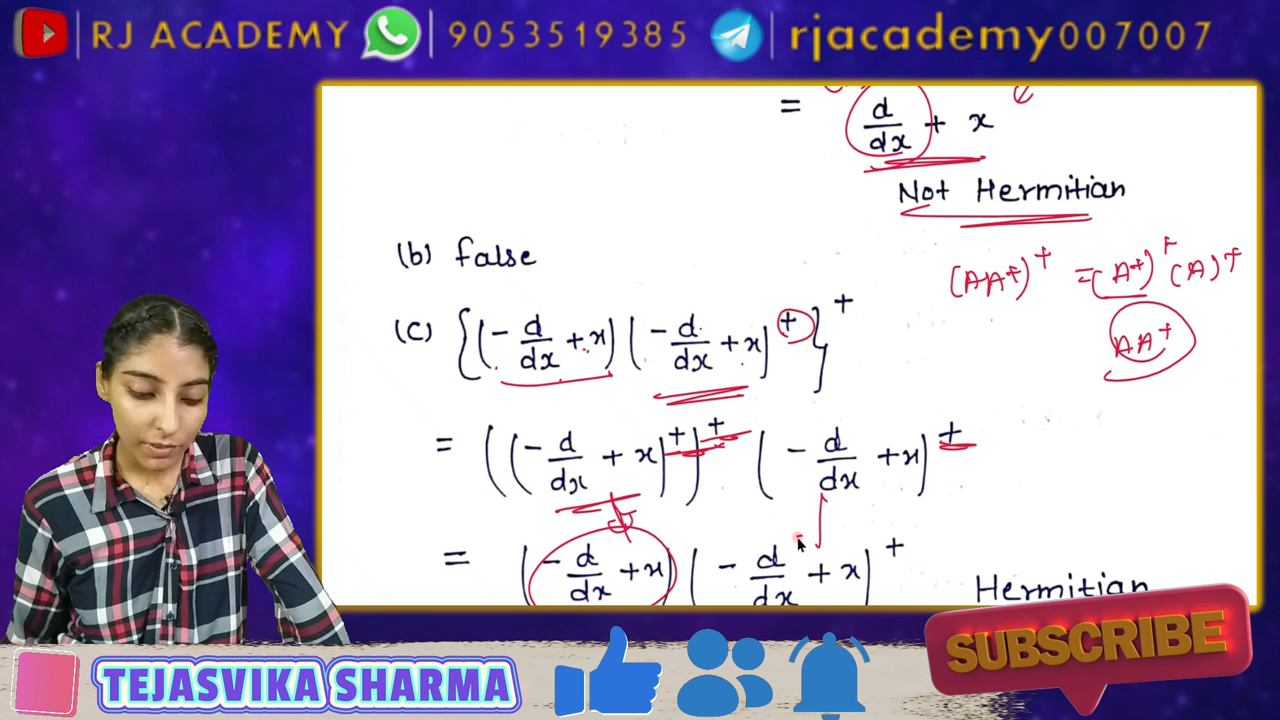 RJ ACADEMY | 9053519385 | rjacademy007007
= d/dx + x
Not Hermitian
(b) false
(AA+)+ = (A+)+ (A)+
AA+
(c) {(-d/dx + x) (-d/dx + x)+}+
= ((-d/dx + x)+)+ (-d/dx + x)+
= (-d/dx + x) (-d/dx + x)+
Hermitian
TEJASVIKA SHARMA
SUBSCRIBE